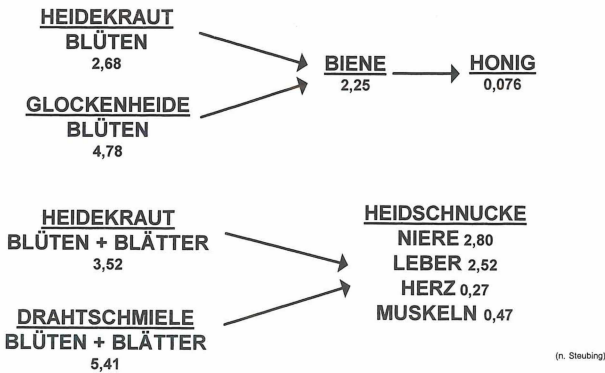 HEIDEKRAUT
BLÜTEN
2,68
GLOCKENHEIDE
BLÜTEN
4,78
BIENE
2,25
HONIG
0,076
HEIDEKRAUT
BLÜTEN + BLÄTTER
3,52
DRAHTSCHMIELE
BLÜTEN + BLÄTTER
5,41
HEIDSCHNUCKE
NIERE 2,80
LEBER 2,52
HERZ 0,27
MUSKELN 0,47
(n. Steubing)